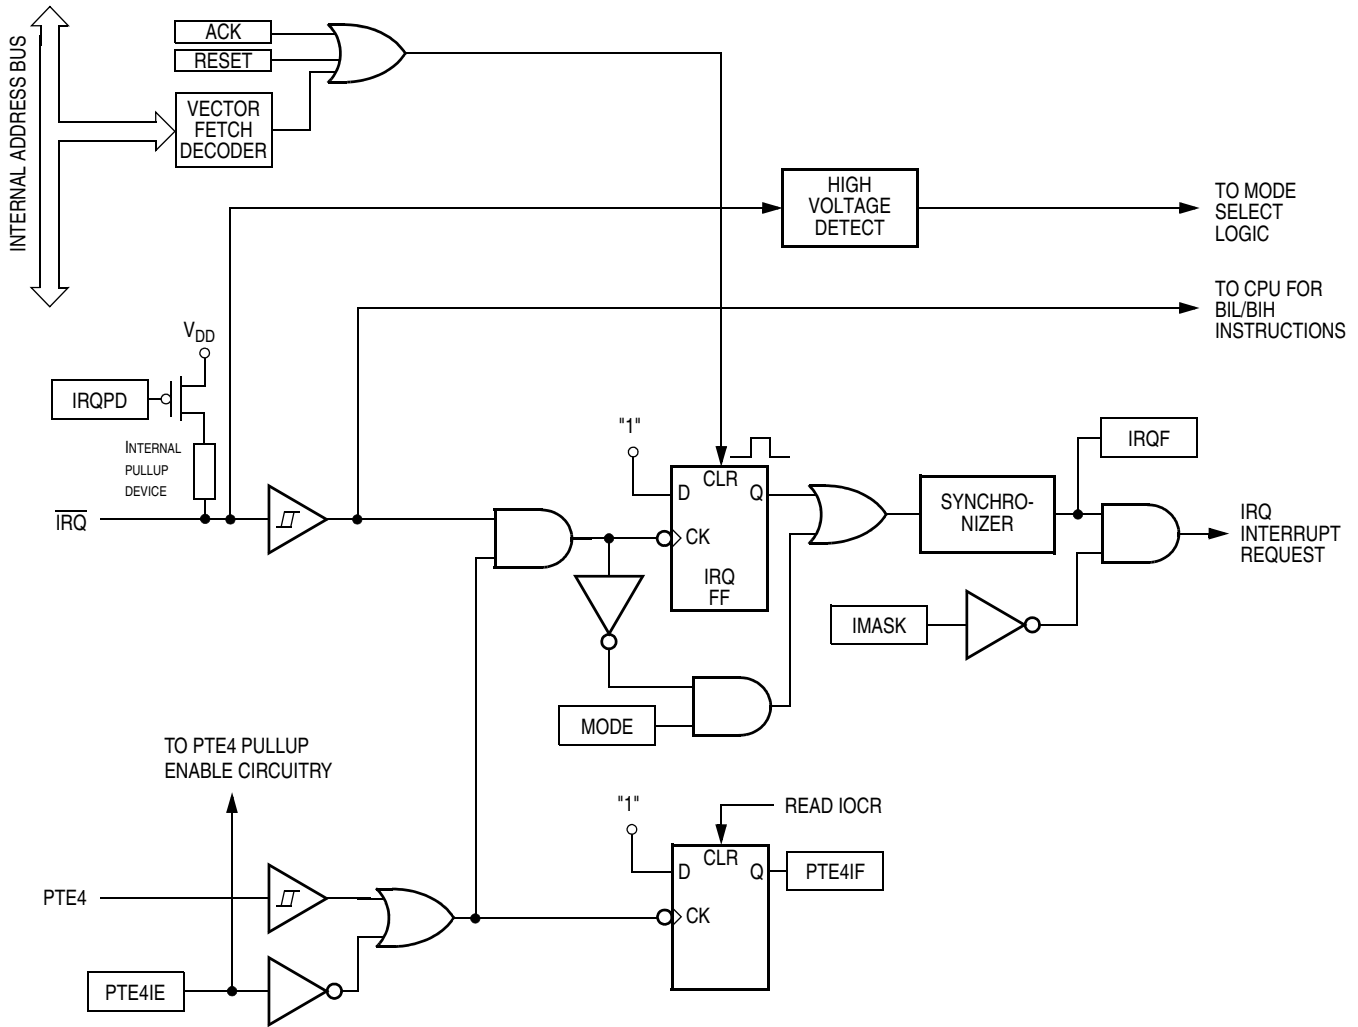 INTERNAL ADDRESS BUS
ACK
RESET
VECTOR
FETCH
DECODER
HIGH
VOLTAGE
DETECT
TO MODE
SELECT
LOGIC
TO CPU FOR
BIL/BIH
INSTRUCTIONS
VDD
IRQPD
INTERNAL
PULLUP
DEVICE
IRQ
"1"
D
CLR
Q
CK
IRQ
FF
SYNCHRO-
NIZER
IRQF
IRQ
INTERRUPT
REQUEST
IMASK
MODE
TO PTE4 PULLUP
ENABLE CIRCUITRY
"1"
READ IOCR
D
CLR
Q
CK
PTE4IF
PTE4
PTE4IE